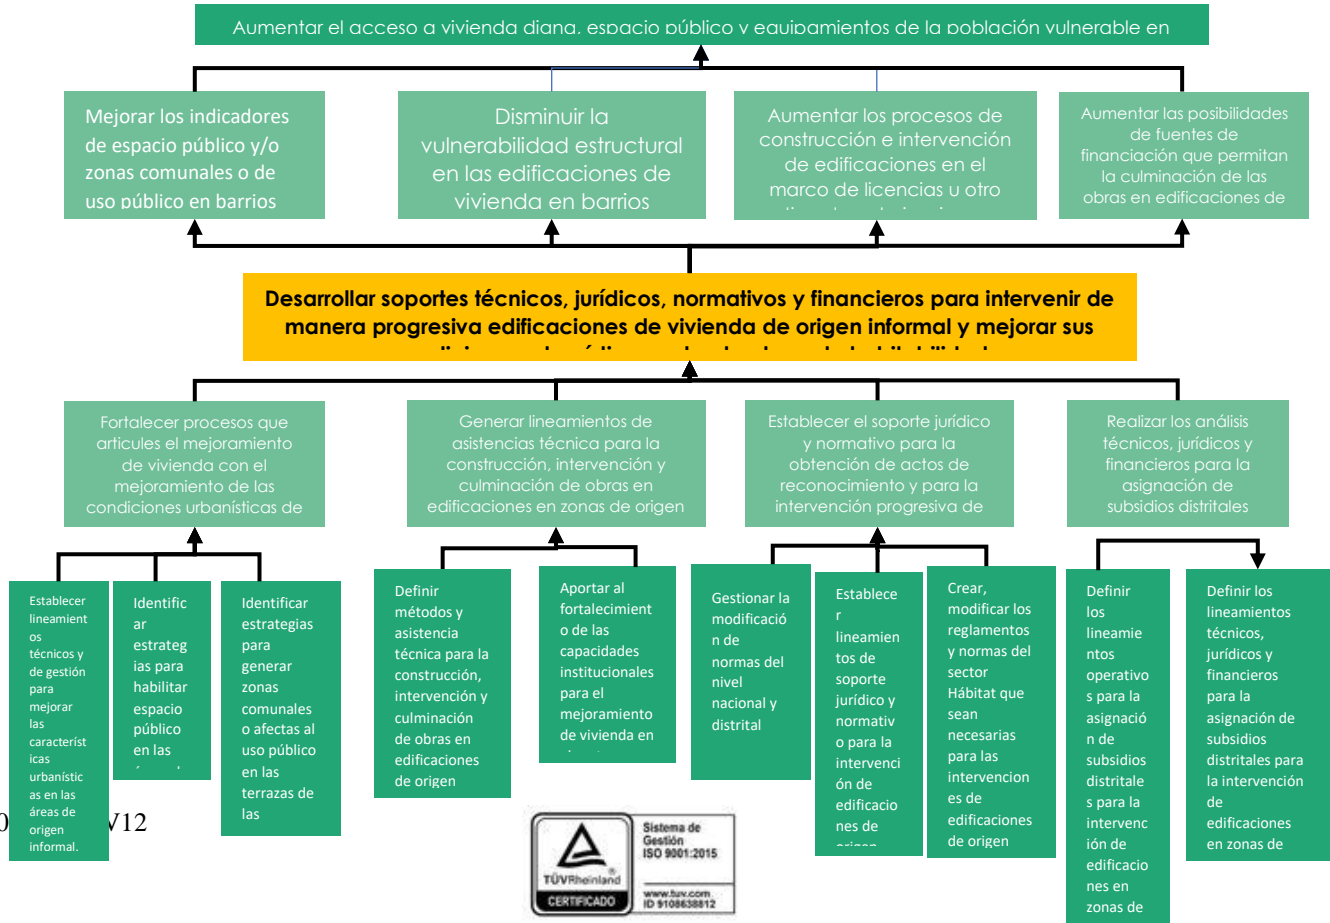 Aumentar el acceso a vivienda digna, espacio público y equipamientos de la población vulnerable en
Mejorar los indicadores
de espacio público y/o
zonas comunales o de
uso público en barrios
Disminuir la
vulnerabilidad estructural
en las edificaciones de
vivienda en barrios
Aumentar los procesos de
construcción e intervención
de edificaciones en el
marco de licencias u otro
Aumentar las posibilidades
de fuentes de
financiación que permitan
la culminación de las
obras en edificaciones de
Desarrollar soportes técnicos, jurídicos, normativos y financieros para intervenir de
manera progresiva edificaciones de vivienda de origen informal y mejorar sus
Fortalecer procesos que
articules el mejoramiento
de vivienda con el
mejoramiento de las
condiciones urbanísticas de
Generar lineamientos de
asistencias técnica para la
construcción, intervención y
culminación de obras en
edificaciones en zonas de origen
Establecer el soporte jurídico
y normativo para la
obtención de actos de
reconocimiento y para la
intervención progresiva de
Realizar los análisis
técnicos, jurídicos y
financieros para la
asignación de
subsidios distritales
Establecer
lineamient
os
técnicos y
de gestión
para
mejorar
las
característ
icas
urbanístic
as en las
áreas de
origen
informal.
Identific
ar
estrateg
ias para
habilitar
espacio
público
en las
Identificar
estrategias
para
generar
zonas
comunales
o afectas al
uso público
en las
terrazas de
las
Definir
métodos y
asistencia
técnica para la
construcción,
intervención y
culminación
de obras en
edificaciones
de origen
Aportar al
fortalecimient
o de las
capacidades
institucionales
para el
mejoramiento
de vivienda en
Gestionar la
modificació
n de
normas del
nivel
nacional y
distrital
Establece
r
lineamien
tos de
soporte
jurídico y
normativ
o para la
intervenci
ón de
edificacio
nes de
origen
Crear,
modificar los
reglamentos
y normas del
sector
Hábitat que
sean
necesarias
para las
intervencion
es de
edificaciones
de origen
Definir
los
lineamie
ntos
operativo
s para la
asignació
n de
subsidios
distritale
s para la
intervenc
ión de
edificacio
nes en
zonas de
Definir los
lineamientos
técnicos,
jurídicos y
financieros
para la
asignación de
subsidios
distritales para
la intervención
de
edificaciones
en zonas de
V12
TÜVRheinland
CERTIFICADO
Sistema de
Gestión
ISO 9001:2015
www.tuv.com
ID 9108638812